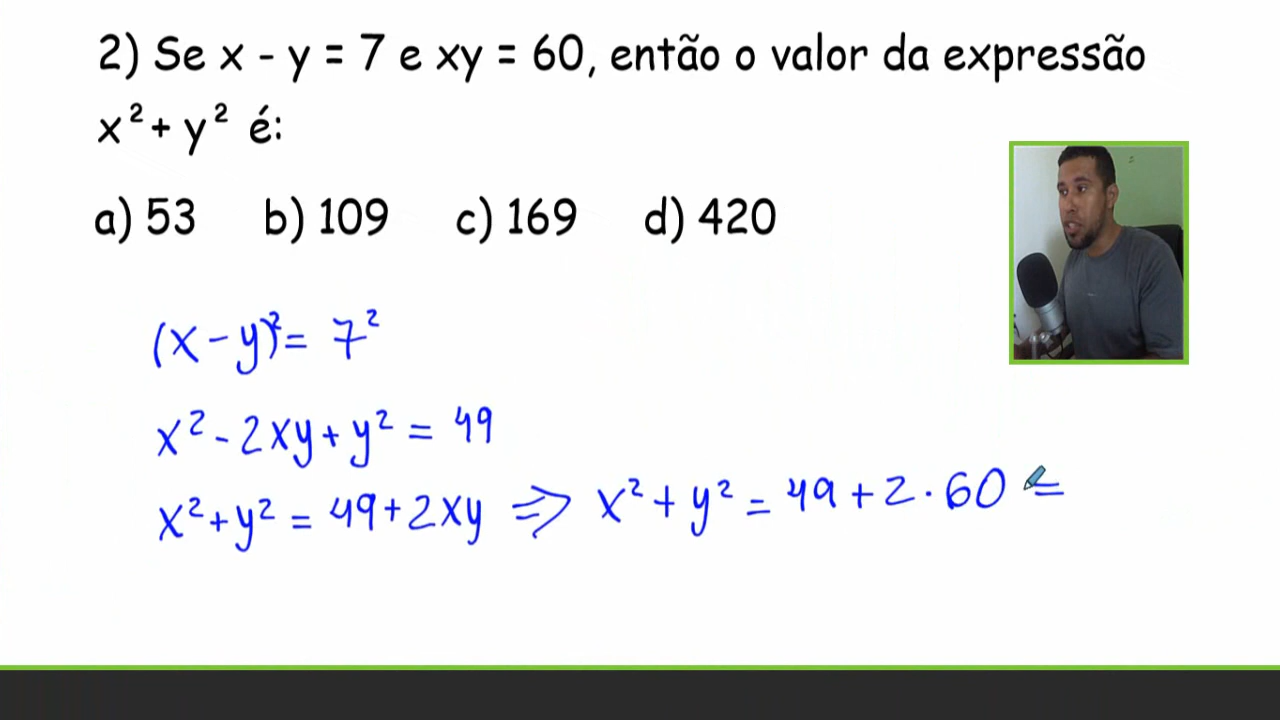 2) Se x - y = 7 e xy = 60, então o valor da expressão
x² + y² é:
a) 53 b) 109 c) 169 d) 420
(x - y)² = 7²
x² - 2xy + y² = 49
x² + y² = 49 + 2xy ⇒ x² + y² = 49 + 2 · 60 =